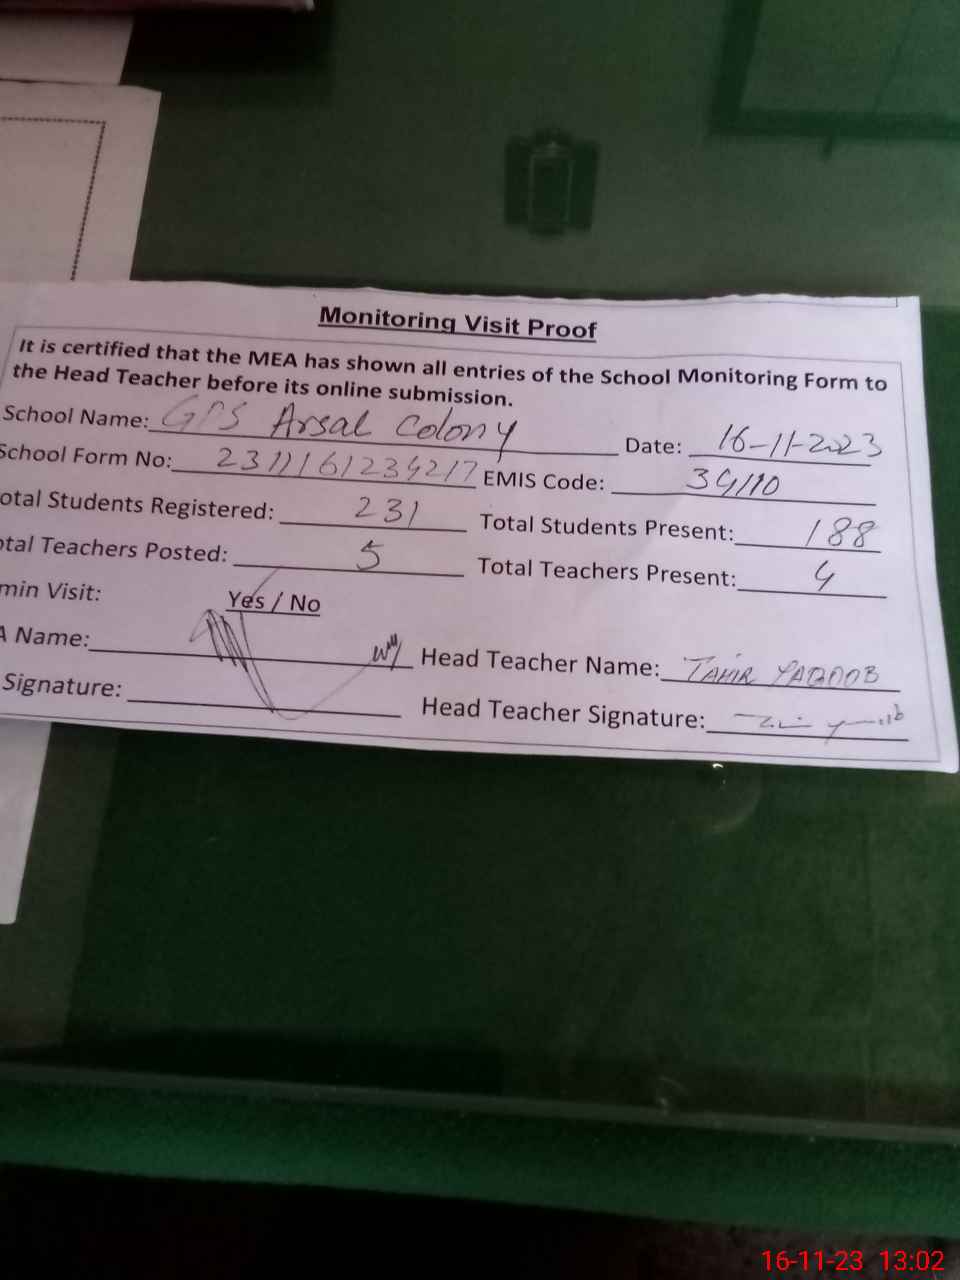 Monitoring Visit Proof
It is certified that the MEA has shown all entries of the School Monitoring Form to
the Head Teacher before its online submission.
School Name: GPS Arsal Colony Date: 16-11-2023
School Form No: 2311161234217 EMIS Code: 34110
otal Students Registered: 231 Total Students Present: 188
otal Teachers Posted: 5 Total Teachers Present: 4
min Visit: Yes / No
A Name: Head Teacher Name: TAHIR YAQOOB
Signature: Head Teacher Signature:
16-11-23 13:02